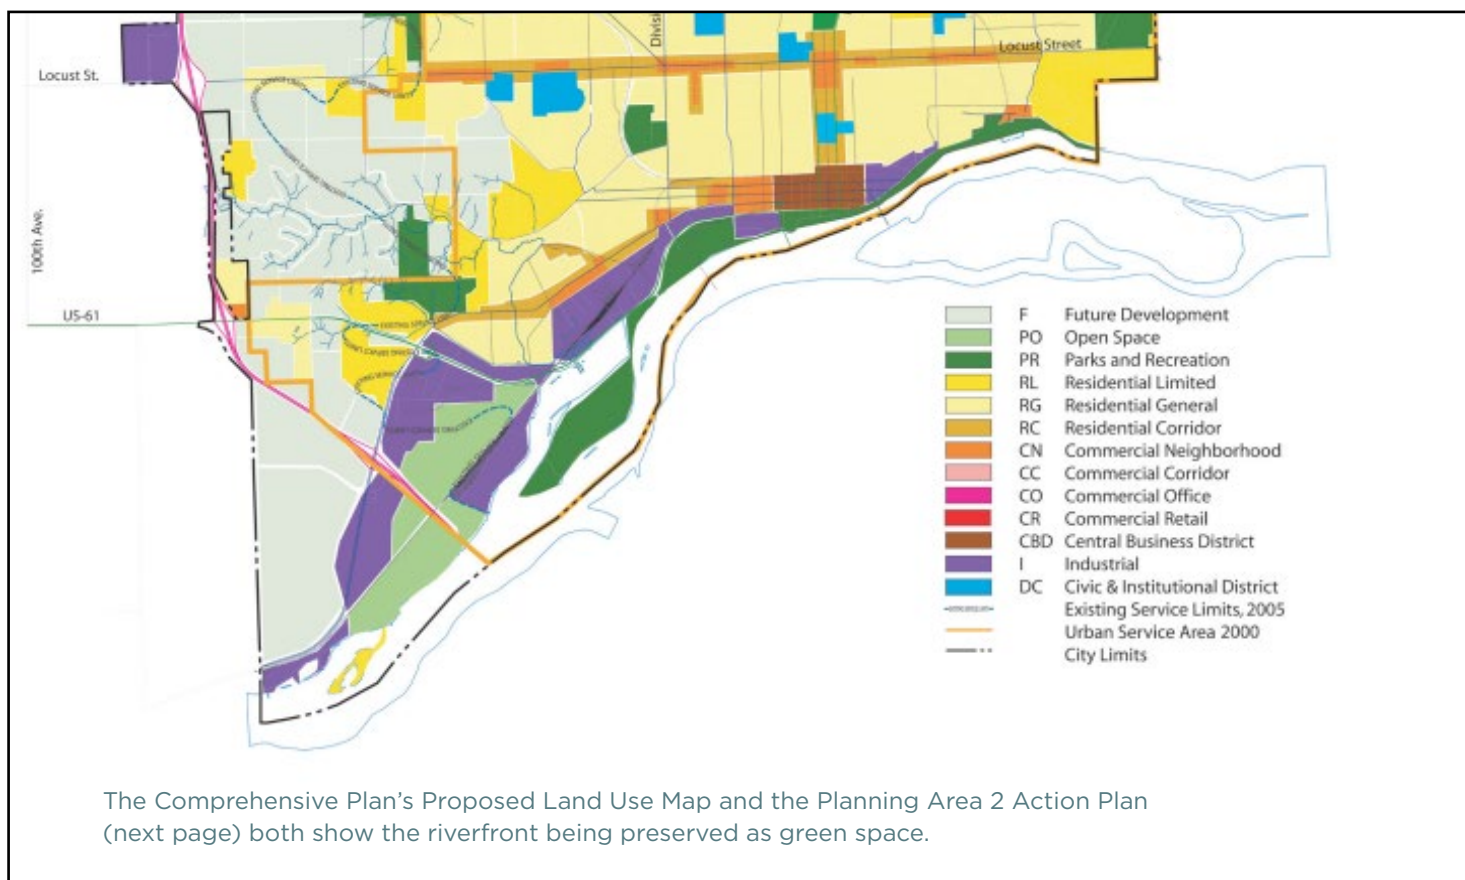 Divisi
Locust Street
Locust St.
100th Ave.
US-61
F Future Development
PO Open Space
PR Parks and Recreation
RL Residential Limited
RG Residential General
RC Residential Corridor
CN Commercial Neighborhood
CC Commercial Corridor
CO Commercial Office
CR Commercial Retail
CBD Central Business District
I Industrial
DC Civic & Institutional District
Existing Service Limits, 2005
Urban Service Area 2000
City Limits
The Comprehensive Plan's Proposed Land Use Map and the Planning Area 2 Action Plan
(next page) both show the riverfront being preserved as green space.